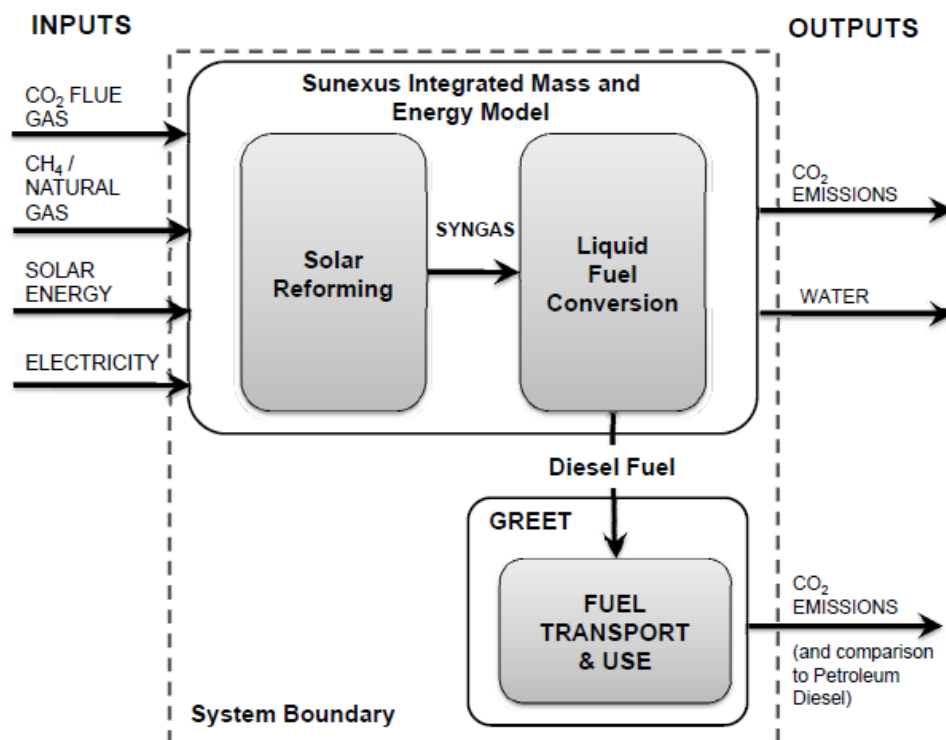 INPUTS
OUTPUTS
Sunexus Integrated Mass and
Energy Model
CO₂ FLUE
GAS
CH₄ /
NATURAL
GAS
SOLAR
ENERGY
ELECTRICITY
Solar
Reforming
SYNGAS
Liquid
Fuel
Conversion
CO₂
EMISSIONS
WATER
Diesel Fuel
GREET
FUEL
TRANSPORT
& USE
CO₂
EMISSIONS
(and comparison
to Petroleum
Diesel)
System Boundary